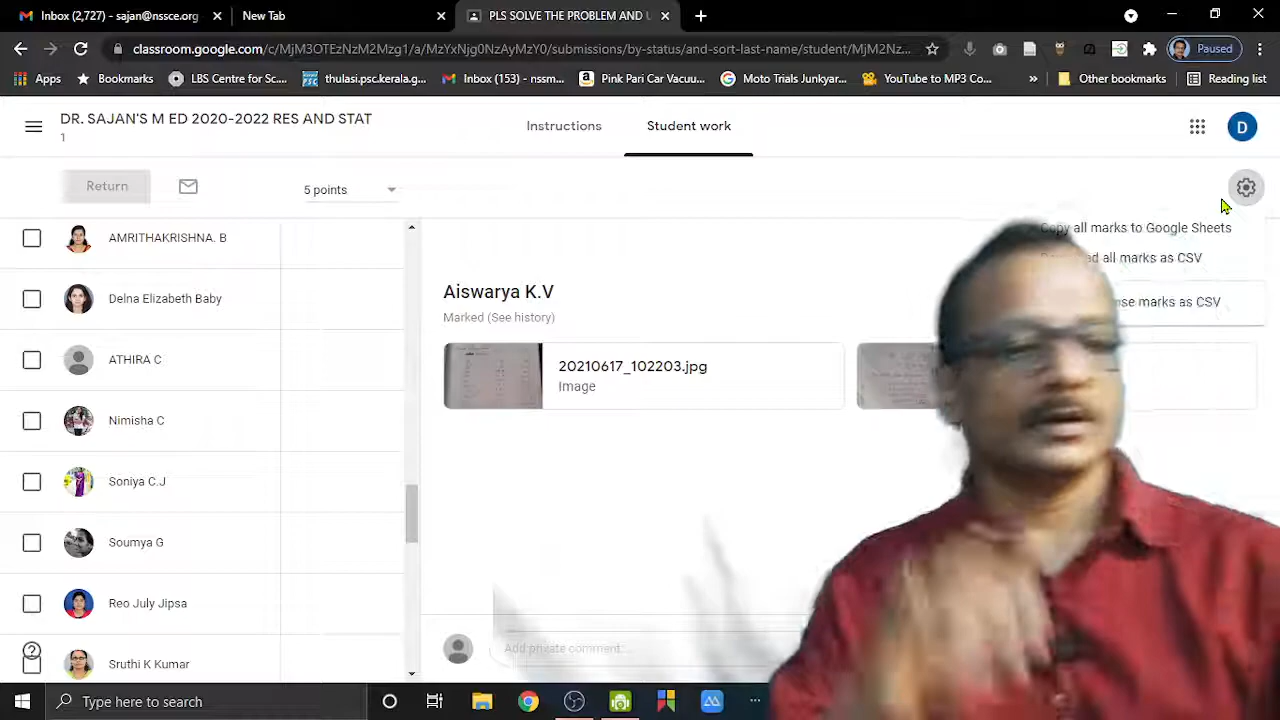 Inbox (2,727) - sajan@nssce.org
New Tab
PLS SOLVE THE PROBLEM AND U
classroom.google.com/c/MjM3OTEzNzM2Mzg1/a/MzYxNjg0NzAyMzY0/submissions/by-status/and-sort-last-name/student/MjM2Nz...
Paused
Apps
Bookmarks
LBS Centre for Sc...
thulasi.psc.kerala.g...
Inbox (153) - nssm...
Pink Pari Car Vacuu...
Moto Trials Junkyar...
YouTube to MP3 Co...
»
Other bookmarks
Reading list
DR. SAJAN'S M ED 2020-2022 RES AND STAT
1
Instructions
Student work
D
Return
5 points
Copy all marks to Google Sheets
all marks as CSV
marks as CSV
AMRITHAKRISHNA. B
Delna Elizabeth Baby
ATHIRA C
Nimisha C
Soniya C.J
Soumya G
Reo July Jipsa
Sruthi K Kumar
Aiswarya K.V
Marked (See history)
20210617_102203.jpg
Image
Add private comment...
Type here to search